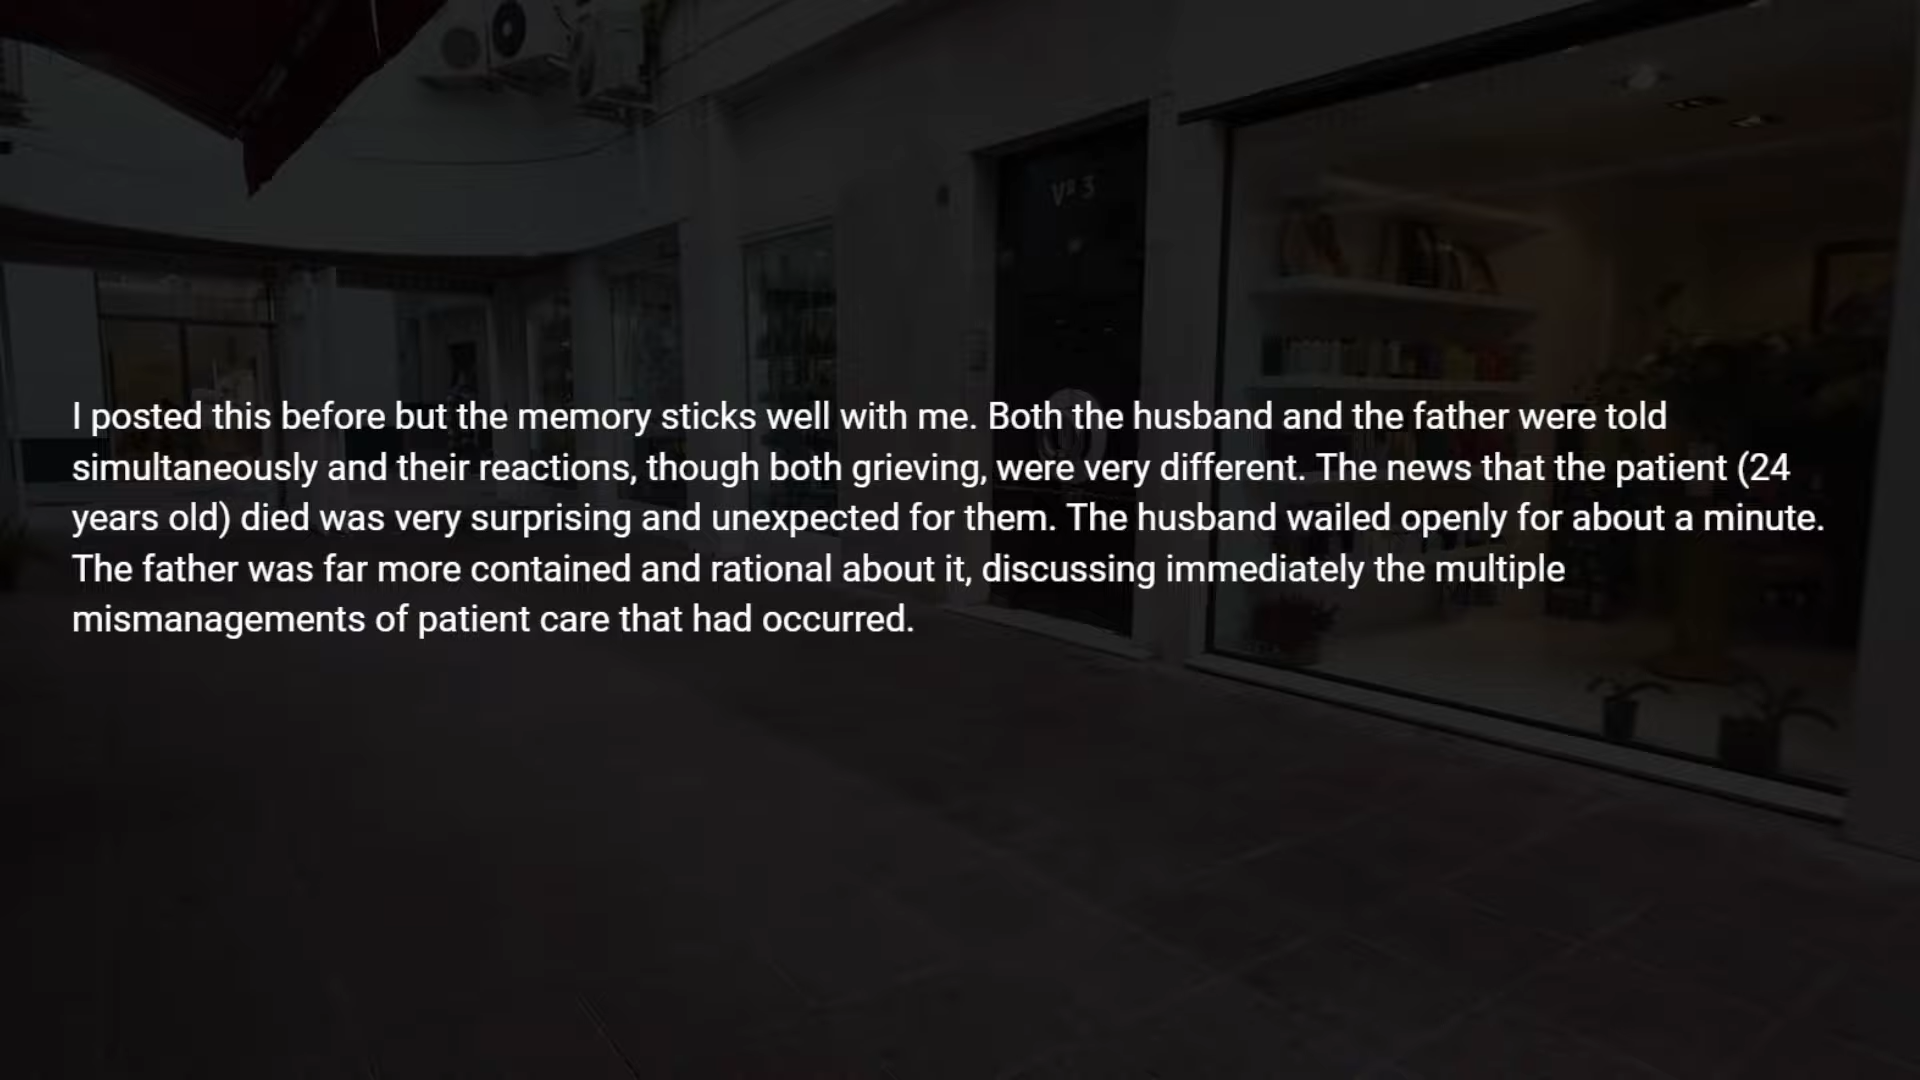 Vª 3
I posted this before but the memory sticks well with me. Both the husband and the father were told
simultaneously and their reactions, though both grieving, were very different. The news that the patient (24
years old) died was very surprising and unexpected for them. The husband wailed openly for about a minute.
The father was far more contained and rational about it, discussing immediately the multiple
mismanagements of patient care that had occurred.